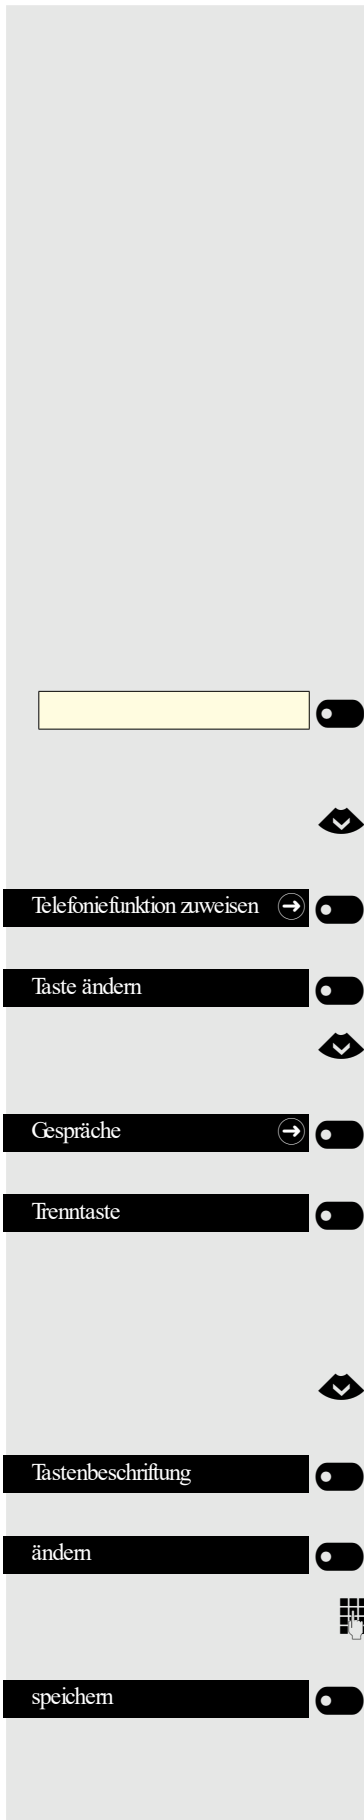 Telefoniefunktion zuweisen
Taste ändern
Gespräche
Trenntaste
Tastenbeschriftung
ändern
speichern